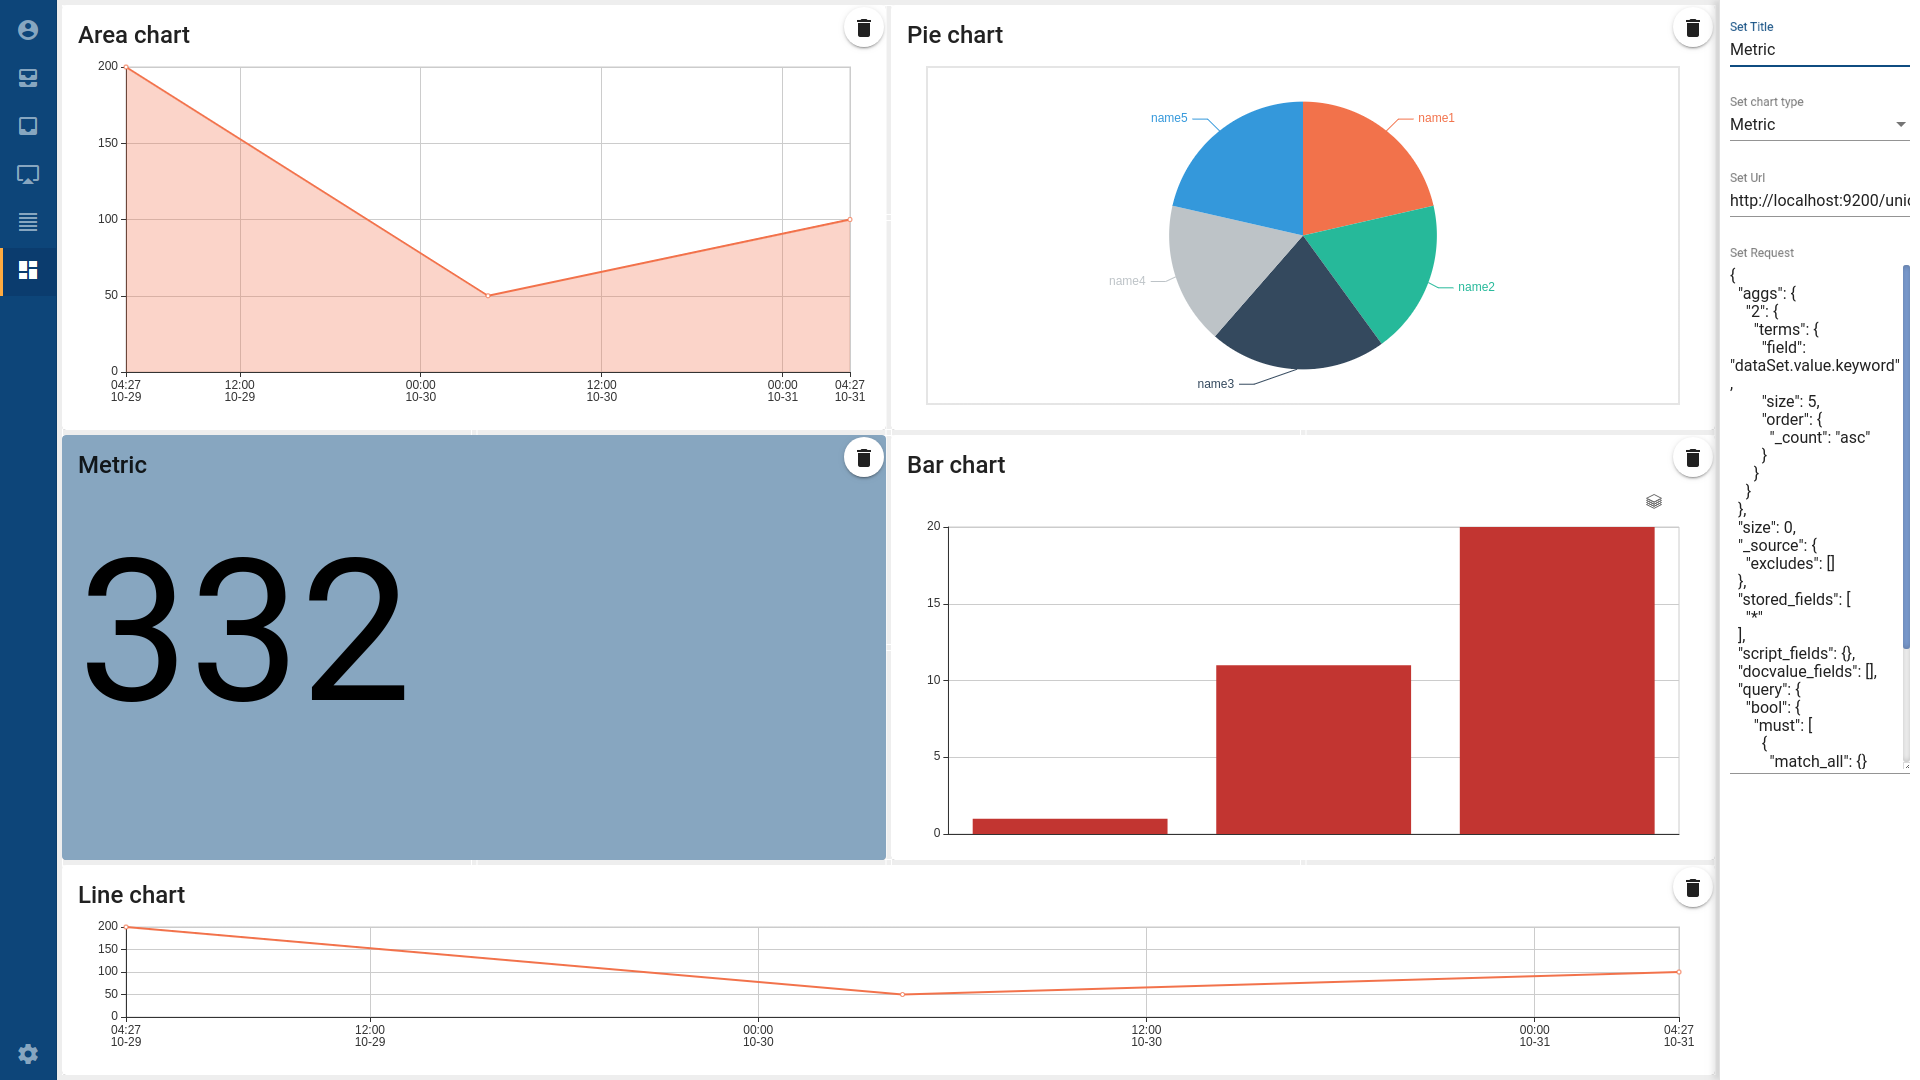 Area chart
200
150
100
50
0
04:27
10-29
12:00
10-29
00:00
10-30
12:00
10-30
00:00
10-31
04:27
10-31
Pie chart
name5
name1
name4
name2
name3
Metric
332
Bar chart
20
15
10
5
0
Line chart
200
150
100
50
0
04:27
10-29
12:00
10-29
00:00
10-30
12:00
10-30
00:00
10-31
04:27
10-31
Set Title
Metric
Set chart type
Metric
Set Url
http://localhost:9200/unic
Set Request
{
"aggs": {
"2": {
"terms": {
"field":
"dataSet.value.keyword"
,
"size": 5,
"order": {
"_count": "asc"
}
}
}
},
"size": 0,
"_source": {
"excludes": []
},
"stored_fields": [
"*"
],
"script_fields": {},
"docvalue_fields": [],
"query": {
"bool": {
"must": [
{
"match_all": {}